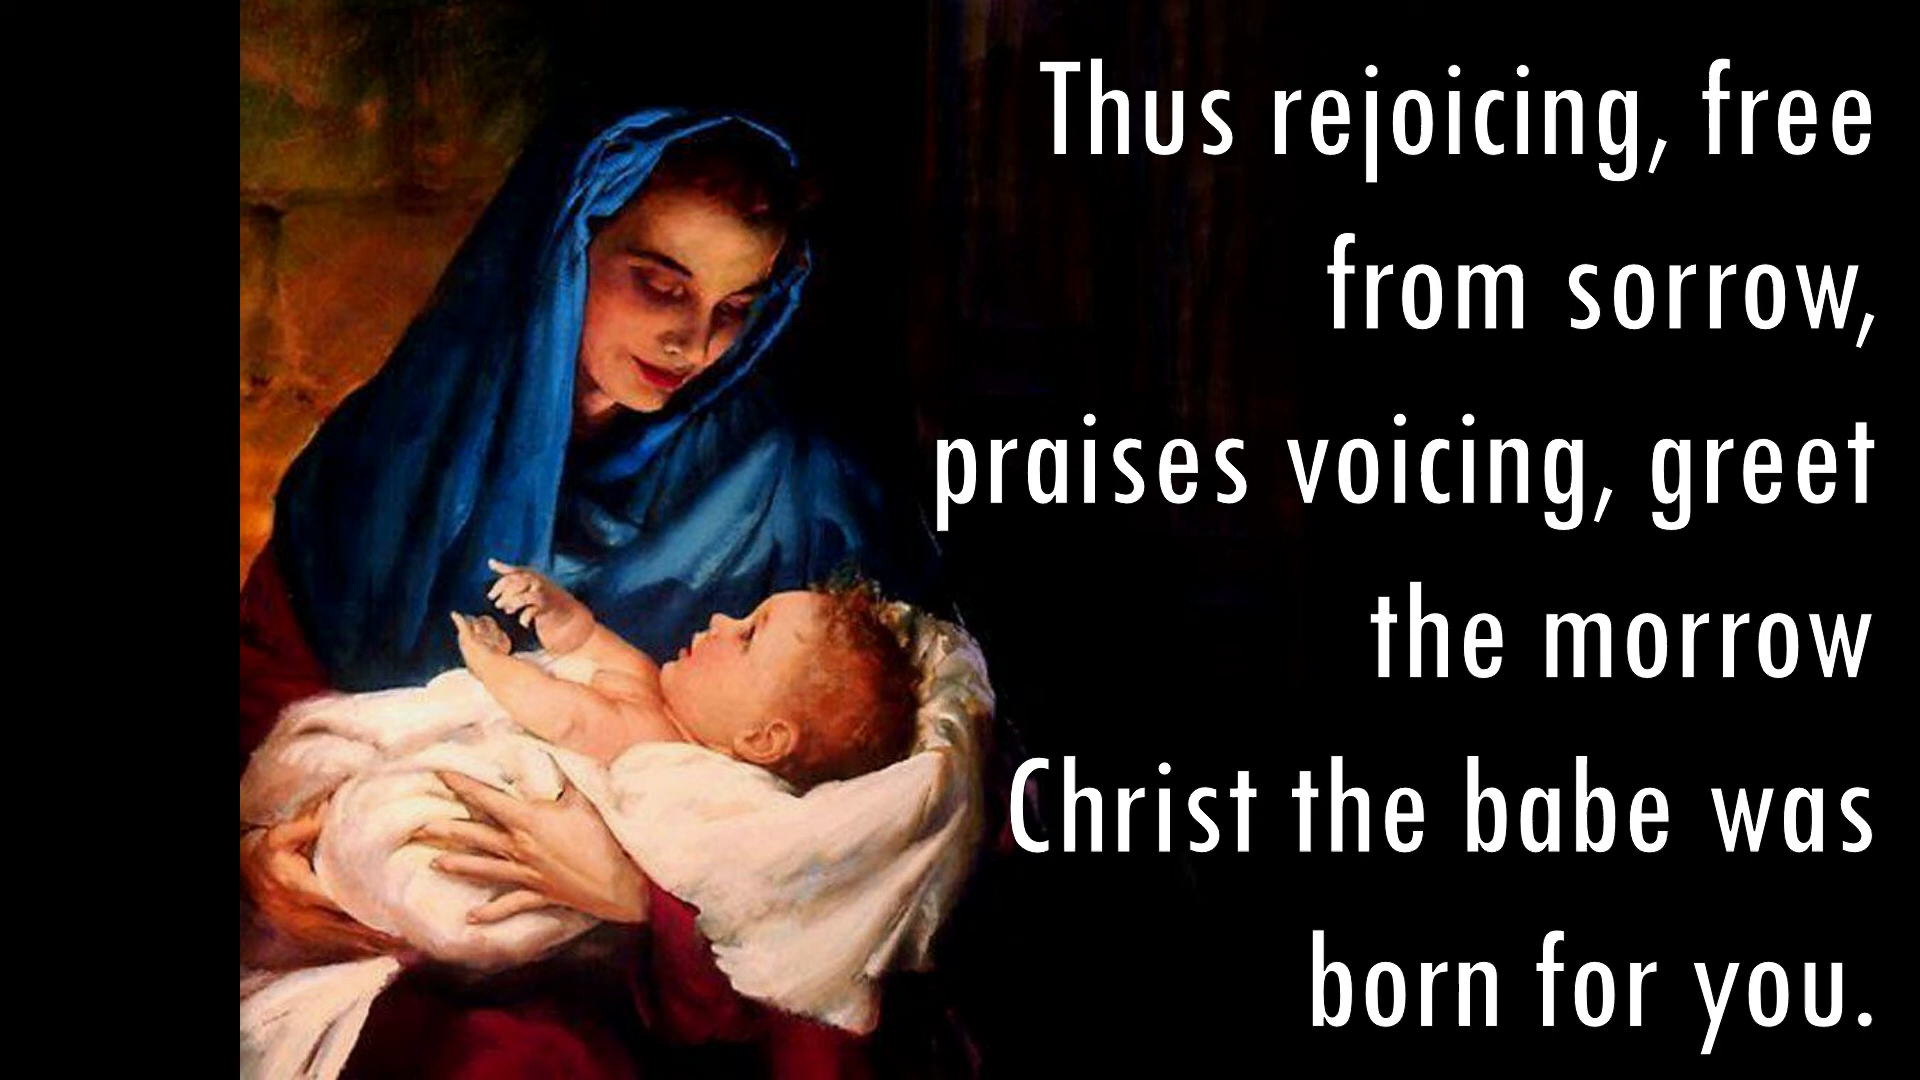 Thus rejoicing, free
from sorrow,
praises voicing, greet
the morrow
Christ the babe was
born for you.